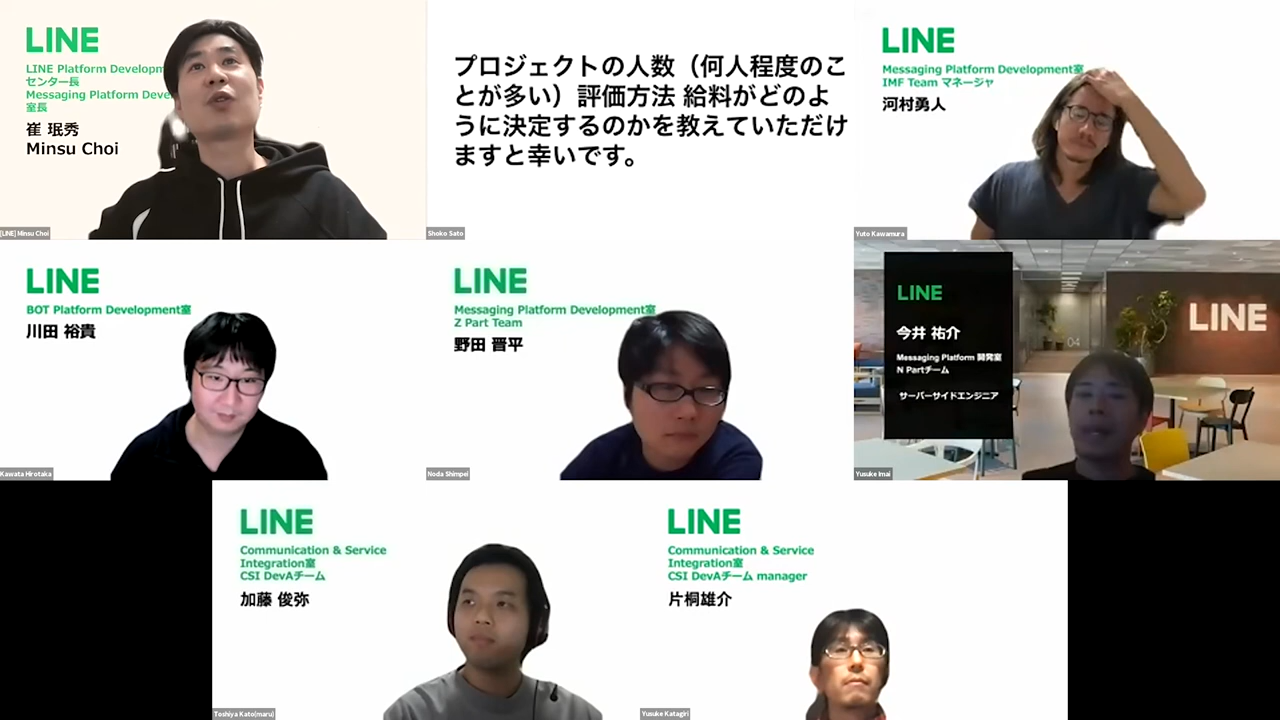 LINE
LINE Platform Developm
センター長
Messaging Platform Deve
室長
崔 珉秀
Minsu Choi
[LINE] Minsu Choi
プロジェクトの人数（何人程度のこ
とが多い）評価方法 給料がどのよ
うに決定するのかを教えていただけ
ますと幸いです。
Shoko Sato
LINE
Messaging Platform Development室
IMF Team マネージャ
河村勇人
Yuto Kawamura
LINE
BOT Platform Development室
川田 裕貴
Kawata Hirotaka
LINE
Messaging Platform Development室
Z Part Team
野田 晋平
Noda Shimpei
LINE
今井 祐介
Messaging Platform 開発室
N Partチーム
サーバーサイドエンジニア
04
LINE
Yusuke Imai
LINE
Communication & Service
Integration室
CSI DevAチーム
加藤 俊弥
Toshiya Kato(maru)
LINE
Communication & Service
Integration室
CSI DevAチーム manager
片桐雄介
Yusuke Katagiri